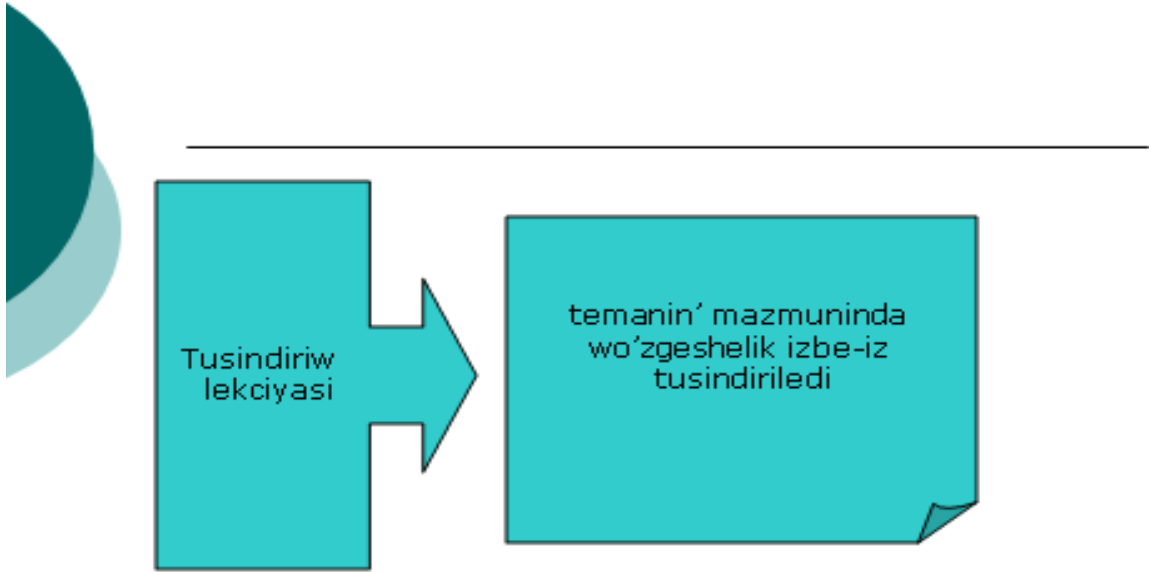 Tusindiriw
lekciyasi
temanin’ mazmuninda
wo’zgeshelik izbe-iz
tusindiriledi